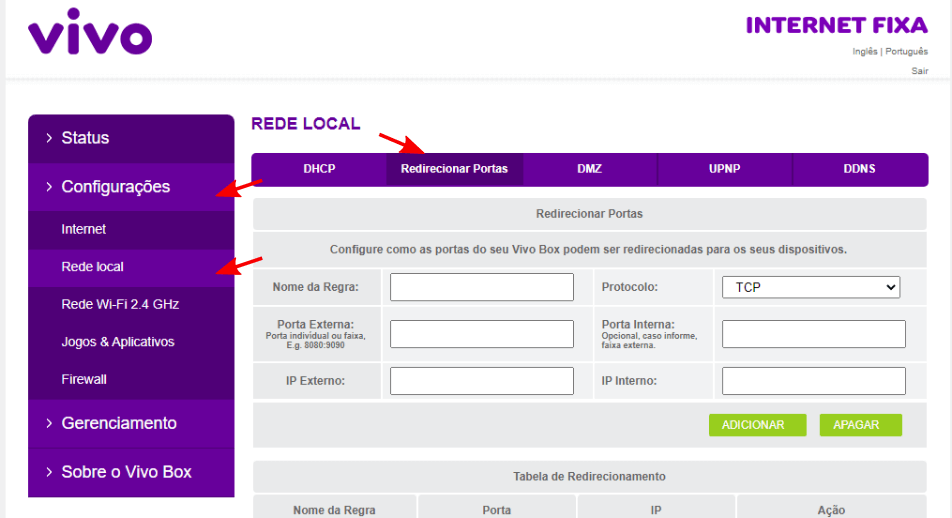 vivo
INTERNET FIXA
Inglês | Português
Sair
> Status
> Configurações
Internet
Rede local
Rede Wi-Fi 2.4 GHz
Jogos & Aplicativos
Firewall
> Gerenciamento
> Sobre o Vivo Box
REDE LOCAL
DHCP Redirecionar Portas DMZ UPNP DDNS
Redirecionar Portas
Configure como as portas do seu Vivo Box podem ser redirecionadas para os seus dispositivos.
Nome da Regra: Protocolo: TCP
Porta Externa:
Porta individual ou faixa,
E.g. 8080:9090
Porta Interna:
Opcional, caso informe,
faixa externa.
IP Externo: IP Interno:
ADICIONAR APAGAR
Tabela de Redirecionamento
Nome da Regra Porta IP Ação